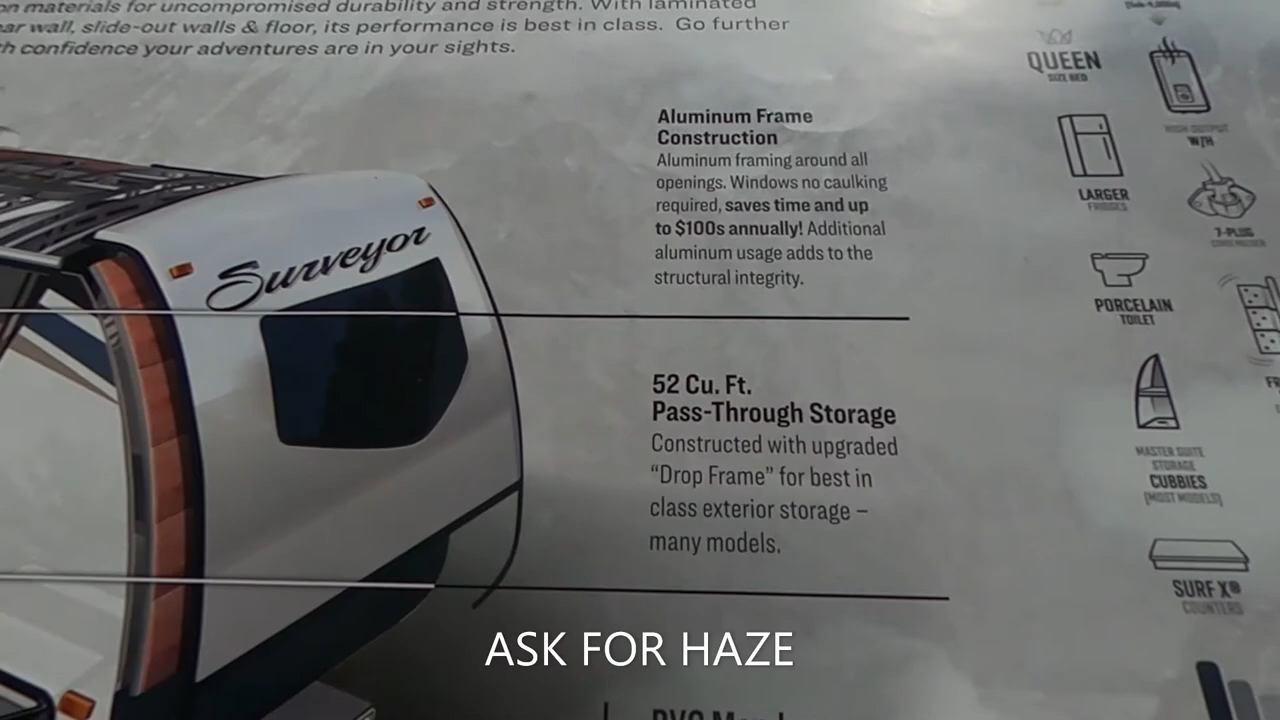 on materials for uncompromised durability and strength. With laminated
ear wall, slide-out walls & floor, its performance is best in class. Go further
h confidence your adventures are in your sights.
QUEEN
SIZE BED
Aluminum Frame
Construction
Aluminum framing around all
openings. Windows no caulking
required, saves time and up
to $100s annually! Additional
aluminum usage adds to the
structural integrity.
HIGH OUTPUT
W/H
LARGER
FRIDGES
7-PLUG
Surveyor
PORCELAIN
TOILET
52 Cu. Ft.
Pass-Through Storage
Constructed with upgraded
“Drop Frame” for best in
class exterior storage –
many models.
FR
MASTER SUITE
STORAGE
CUBBIES
[MOST MODELS]
SURF X®
COUNTERS
ASK FOR HAZE